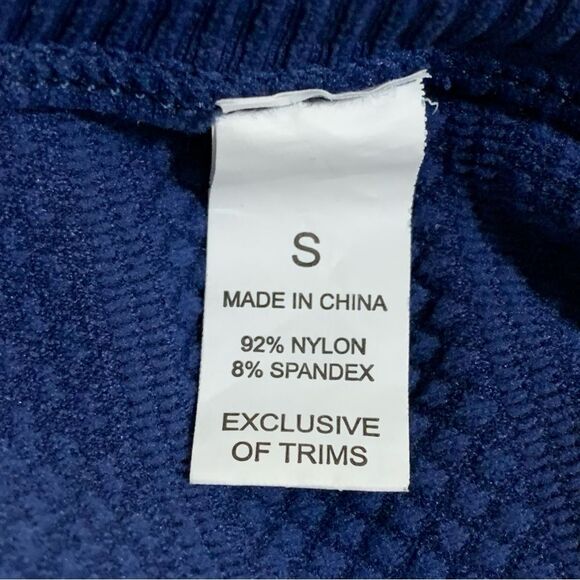 S
MADE IN CHINA
92% NYLON
8% SPANDEX
EXCLUSIVE
OF TRIMS